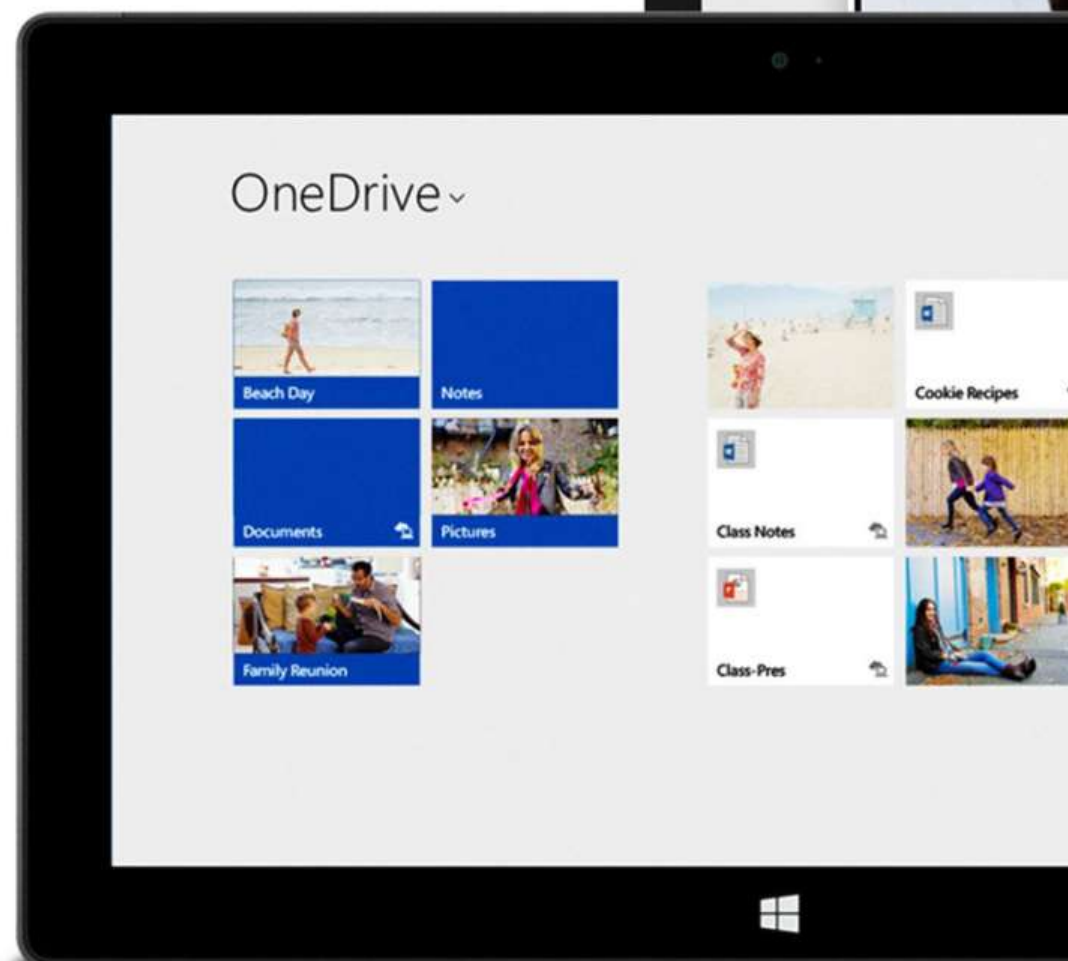 OneDrive
Beach Day
Notes
Cookie Recipes
Documents
Pictures
Class Notes
Family Reunion
Class-Pres